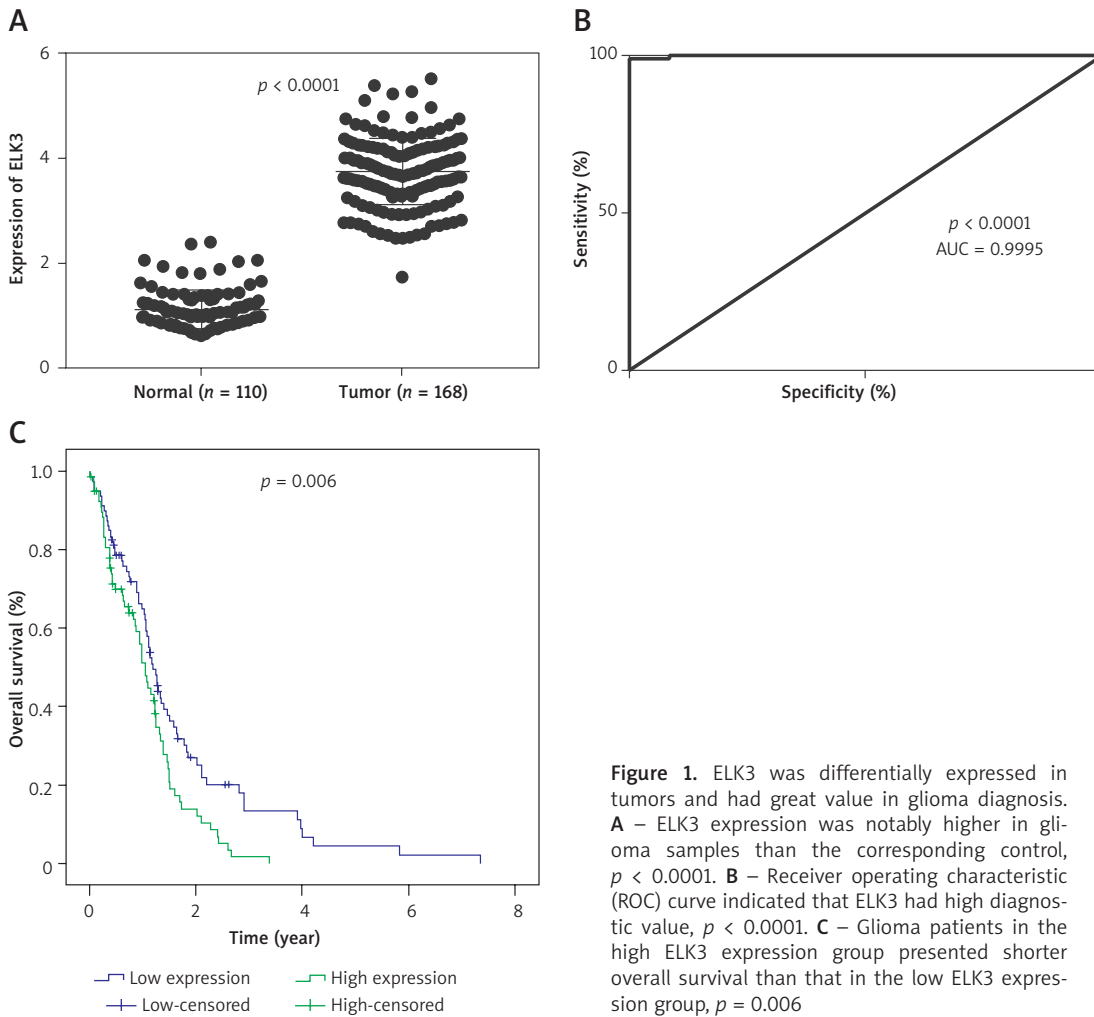 A
Expression of ELK3
6
4
2
0
p < 0.0001
Normal (n = 110)
Tumor (n = 168)
B
Sensitivity (%)
100
50
0
p < 0.0001
AUC = 0.9995
Specificity (%)
C
Overall survival (%)
1.0
0.8
0.6
0.4
0.2
0
p = 0.006
0 2 4 6 8
Time (year)
Low expression
High expression
Low-censored
High-censored
Figure 1. ELK3 was differentially expressed in
tumors and had great value in glioma diagnosis.
A – ELK3 expression was notably higher in gli-
oma samples than the corresponding control,
p < 0.0001. B – Receiver operating characteristic
(ROC) curve indicated that ELK3 had high diagnos-
tic value, p < 0.0001. C – Glioma patients in the
high ELK3 expression group presented shorter
overall survival than that in the low ELK3 expres-
sion group, p = 0.006